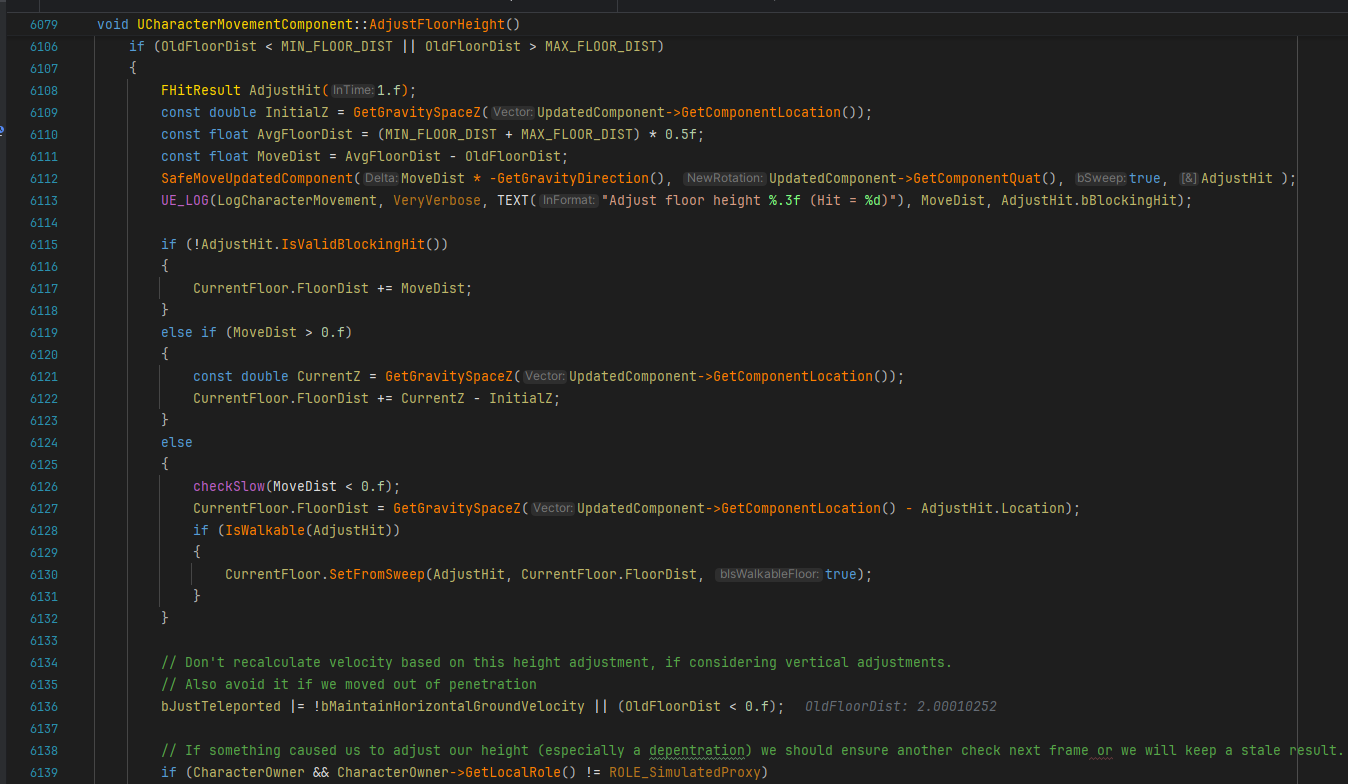 6079 void UCharacterMovementComponent::AdjustFloorHeight()
6106 if (OldFloorDist < MIN_FLOOR_DIST || OldFloorDist > MAX_FLOOR_DIST)
6107 {
6108 FHitResult AdjustHit( InTime: 1.f);
6109 const double InitialZ = GetGravitySpaceZ( Vector: UpdatedComponent->GetComponentLocation());
6110 const float AvgFloorDist = (MIN_FLOOR_DIST + MAX_FLOOR_DIST) * 0.5f;
6111 const float MoveDist = AvgFloorDist - OldFloorDist;
6112 SafeMoveUpdatedComponent( Delta: MoveDist * -GetGravityDirection(), NewRotation: UpdatedComponent->GetComponentQuat(), bSweep: true, [&] AdjustHit );
6113 UE_LOG(LogCharacterMovement, VeryVerbose, TEXT( InFormat: "Adjust floor height %.3f (Hit = %d)"), MoveDist, AdjustHit.bBlockingHit);
6114
6115 if (!AdjustHit.IsValidBlockingHit())
6116 {
6117 CurrentFloor.FloorDist += MoveDist;
6118 }
6119 else if (MoveDist > 0.f)
6120 {
6121 const double CurrentZ = GetGravitySpaceZ( Vector: UpdatedComponent->GetComponentLocation());
6122 CurrentFloor.FloorDist += CurrentZ - InitialZ;
6123 }
6124 else
6125 {
6126 checkSlow(MoveDist < 0.f);
6127 CurrentFloor.FloorDist = GetGravitySpaceZ( Vector: UpdatedComponent->GetComponentLocation() - AdjustHit.Location);
6128 if (IsWalkable(AdjustHit))
6129 {
6130 CurrentFloor.SetFromSweep(AdjustHit, CurrentFloor.FloorDist, bIsWalkableFloor: true);
6131 }
6132 }
6133
6134 // Don't recalculate velocity based on this height adjustment, if considering vertical adjustments.
6135 // Also avoid it if we moved out of penetration
6136 bJustTeleported |= !bMaintainHorizontalGroundVelocity || (OldFloorDist < 0.f); OldFloorDist: 2.00010252
6137
6138 // If something caused us to adjust our height (especially a depentration) we should ensure another check next frame or we will keep a stale result.
6139 if (CharacterOwner && CharacterOwner->GetLocalRole() != ROLE_SimulatedProxy)